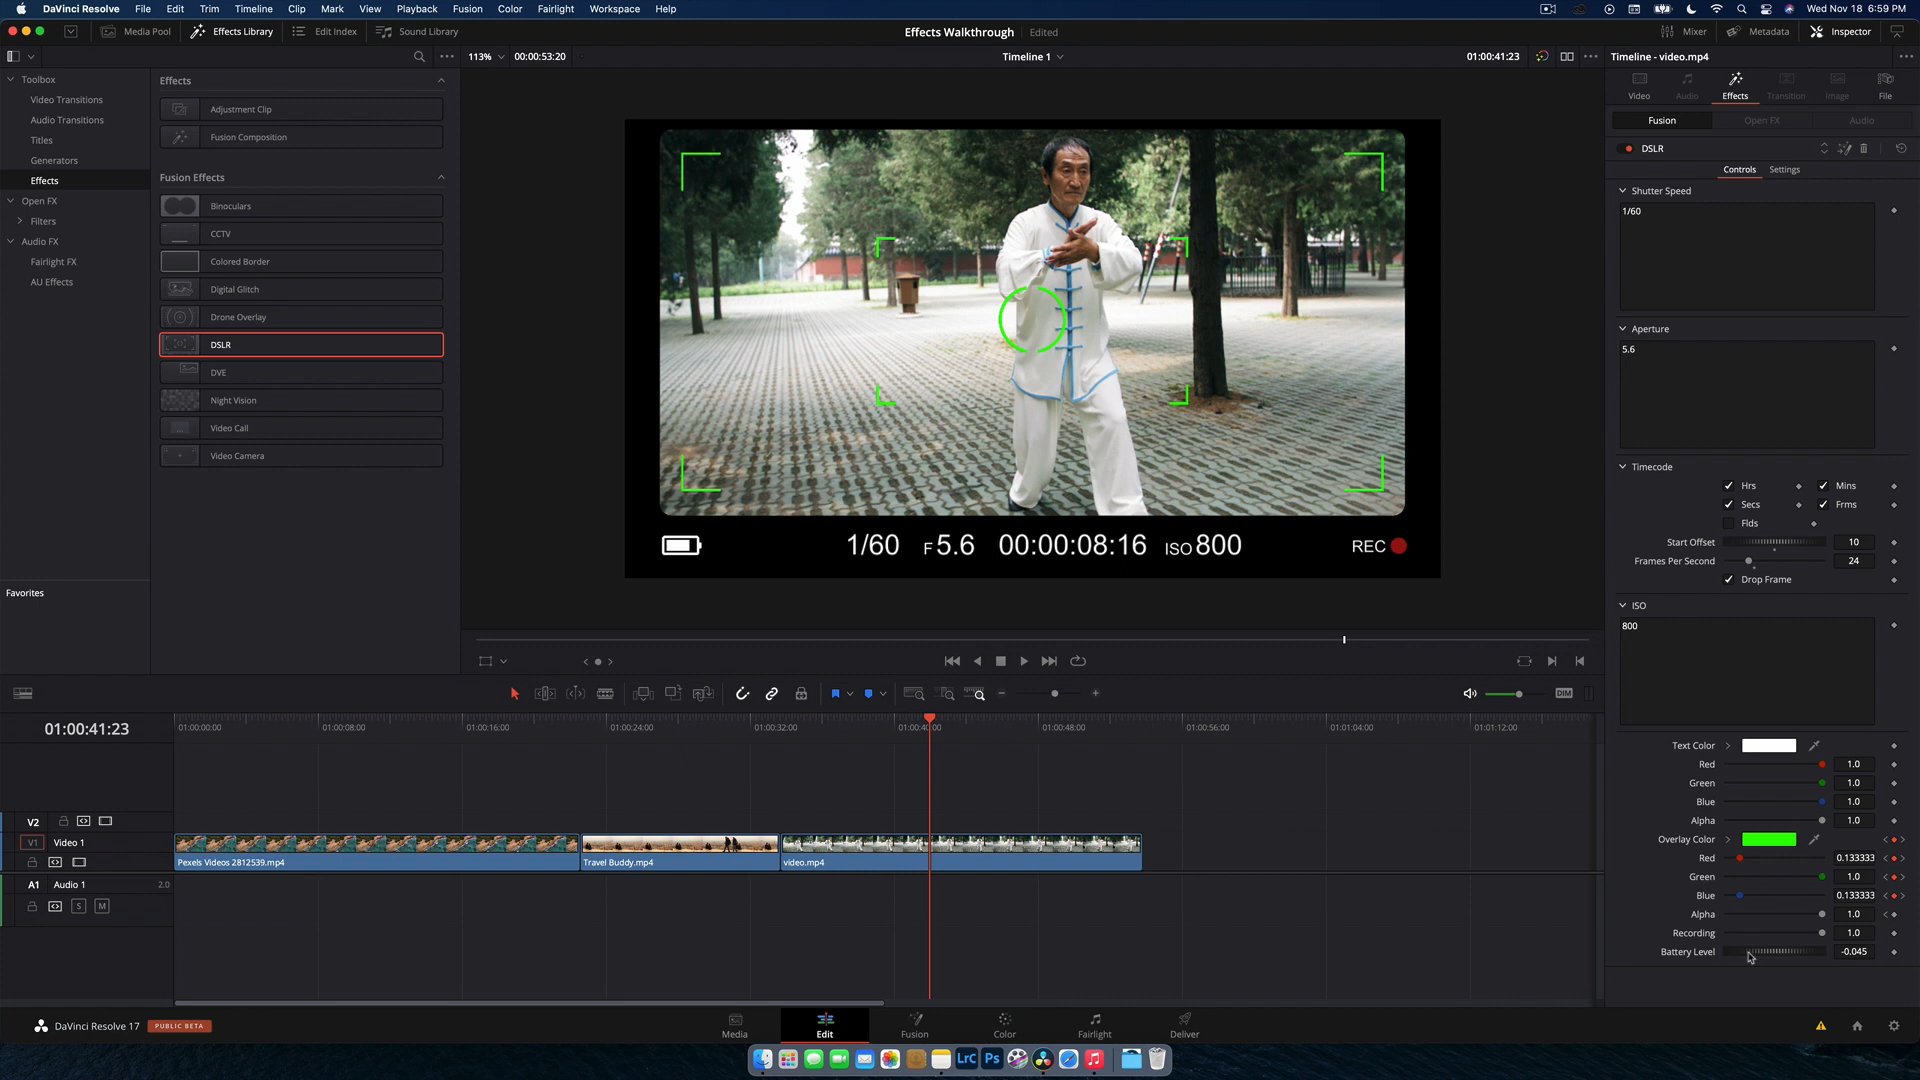 DaVinci Resolve File Edit Trim Timeline Clip Mark View Playback Fusion Color Fairlight Workspace Help Wed Nov 18 6:59 PM
Media Pool Effects Library Edit Index Sound Library Effects Walkthrough Edited Mixer Metadata Inspector
113% 00:00:53:20 Timeline 1 01:00:41:23 Timeline - video.mp4
Toolbox
Video Transitions
Audio Transitions
Titles
Generators
Effects
Open FX
Filters
Audio FX
Fairlight FX
AU Effects
Favorites
Effects
Adjustment Clip
Fusion Composition
Fusion Effects
Binoculars
CCTV
Colored Border
Digital Glitch
Drone Overlay
DSLR
DVE
Night Vision
Video Call
Video Camera
1/60 F 5.6 00:00:08:16 ISO 800 REC
Video Audio Effects Transition Image File
Fusion Open FX Audio
DSLR
Controls Settings
Shutter Speed
1/60
Aperture
5.6
Timecode
Hrs Mins
Secs Frms
Flds
Start Offset 10
Frames Per Second 24
Drop Frame
ISO
800
Text Color
Red 1.0
Green 1.0
Blue 1.0
Alpha 1.0
Overlay Color
Red 0.133333
Green 1.0
Blue 0.133333
Alpha 1.0
Recording 1.0
Battery Level -0.045
DIM
01:00:41:23 01:00:00:00 01:00:08:00 01:00:16:00 01:00:24:00 01:00:32:00 01:00:40:00 01:00:48:00 01:00:56:00 01:01:04:00 01:01:12:00
V2
V1 Video 1
Pexels Videos 2812539.mp4 Travel Buddy.mp4 video.mp4
A1 Audio 1 2.0
S M
DaVinci Resolve 17 PUBLIC BETA
Media Edit Fusion Color Fairlight Deliver
LrC Ps